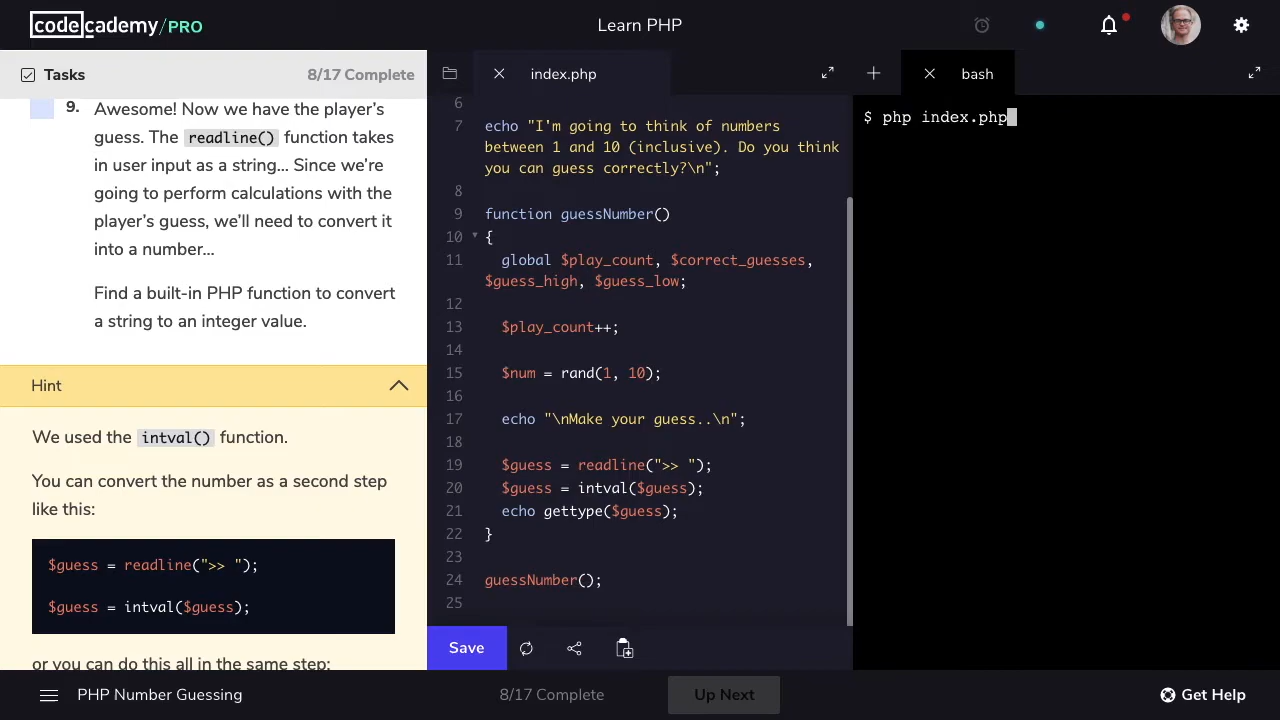 codecademy/PRO
Learn PHP
Tasks
8/17 Complete
9. Awesome! Now we have the player’s
guess. The readline() function takes
in user input as a string... Since we’re
going to perform calculations with the
player’s guess, we’ll need to convert it
into a number...
Find a built-in PHP function to convert
a string to an integer value.
Hint
We used the intval() function.
You can convert the number as a second step
like this:
$guess = readline(">> ");
$guess = intval($guess);
or you can do this all in the same step:
index.php
6
7 echo "I'm going to think of numbers
between 1 and 10 (inclusive). Do you think
you can guess correctly?\n";
8
9 function guessNumber()
10 {
11 global $play_count, $correct_guesses,
$guess_high, $guess_low;
12
13 $play_count++;
14
15 $num = rand(1, 10);
16
17 echo "\nMake your guess..\n";
18
19 $guess = readline(">> ");
20 $guess = intval($guess);
21 echo gettype($guess);
22 }
23
24 guessNumber();
25
Save
bash
$ php index.php
PHP Number Guessing
8/17 Complete
Up Next
Get Help